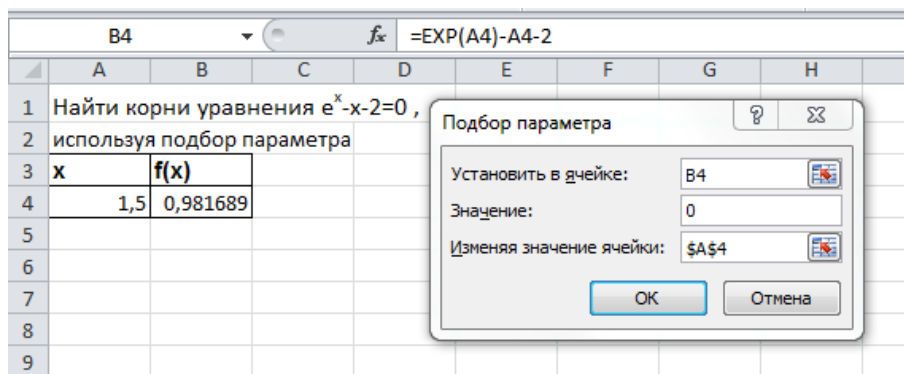 B4 fx =EXP(A4)-A4-2
A B C D E F G H
1 Найти корни уравнения eˣ-x-2=0 ,
2 используя подбор параметра
3 x f(x)
4 1,5 0,981689
5
6
7
8
9
Подбор параметра
Установить в ячейке: B4
Значение: 0
Изменяя значение ячейки: $A$4
ОК Отмена